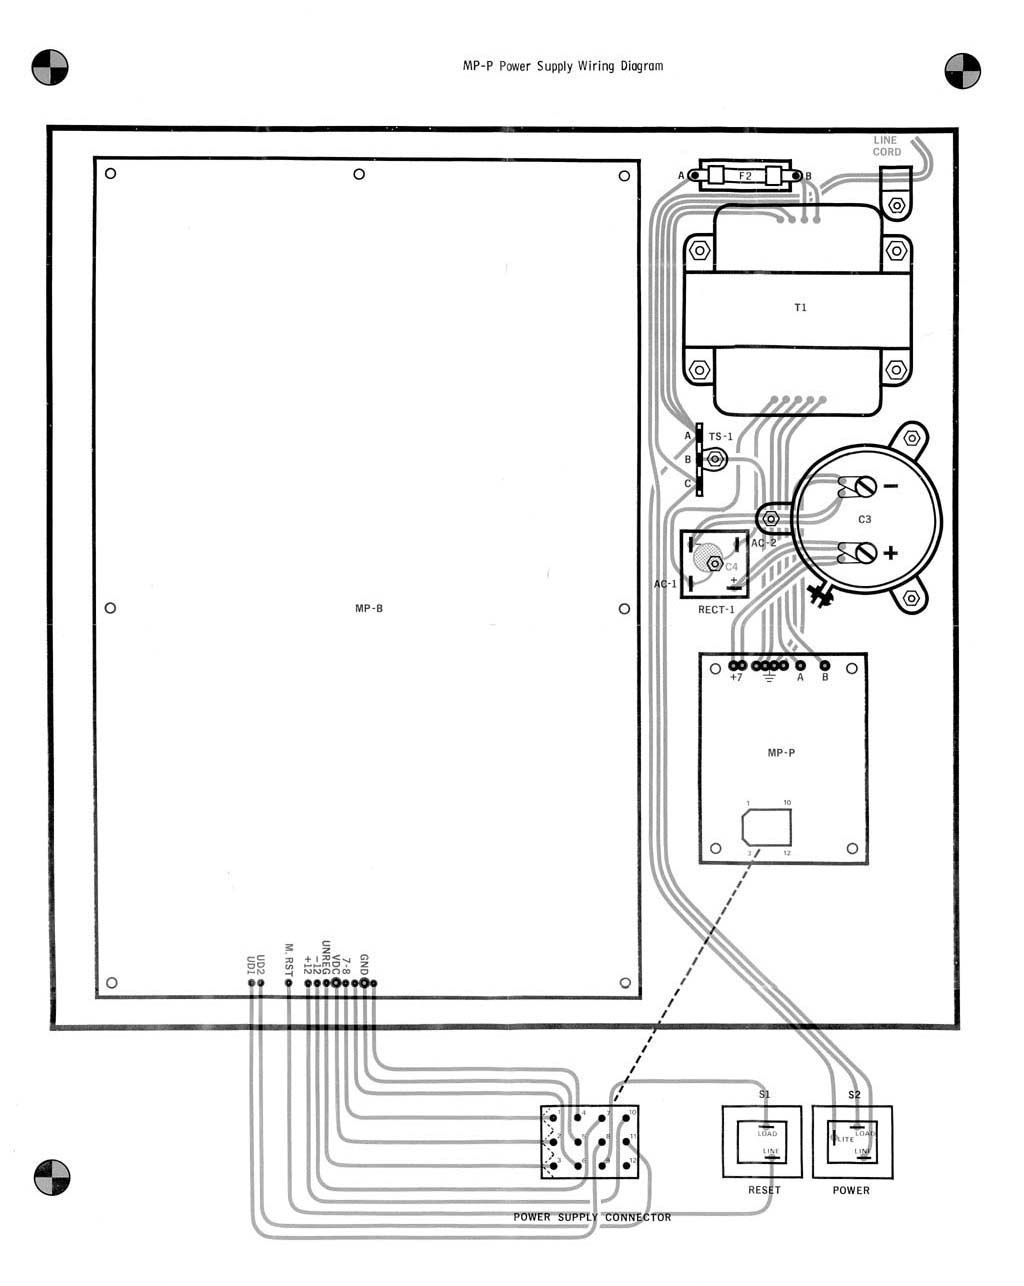 MP-P Power Supply Wiring Diagram
LINE
CORD
A
F2
B
T1
A
TS-1
B
C
−
C3
+
AC-2
C4
AC-1
+
RECT-1
MP-B
+7
A
B
MP-P
1
10
3
12
UD1
UD2
M. RST
+12
-12
UNREG
VDC
7-8
GND
1
4
7
10
2
5
8
11
3
6
9
12
POWER SUPPLY CONNECTOR
S1
LOAD
LINE
RESET
S2
LITE
LOAD
LINE
POWER